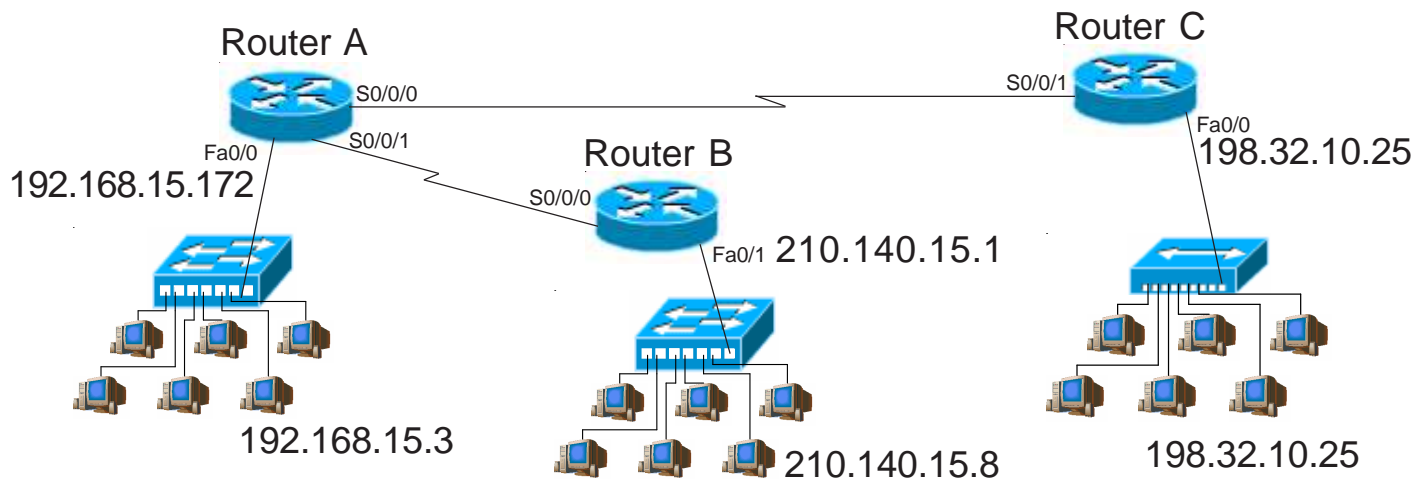 Router A
Router C
S0/0/0
S0/0/1
Fa0/0
S0/0/1
Fa0/0
192.168.15.172
198.32.10.25
Router B
S0/0/0
Fa0/1
210.140.15.1
192.168.15.3
210.140.15.8
198.32.10.25